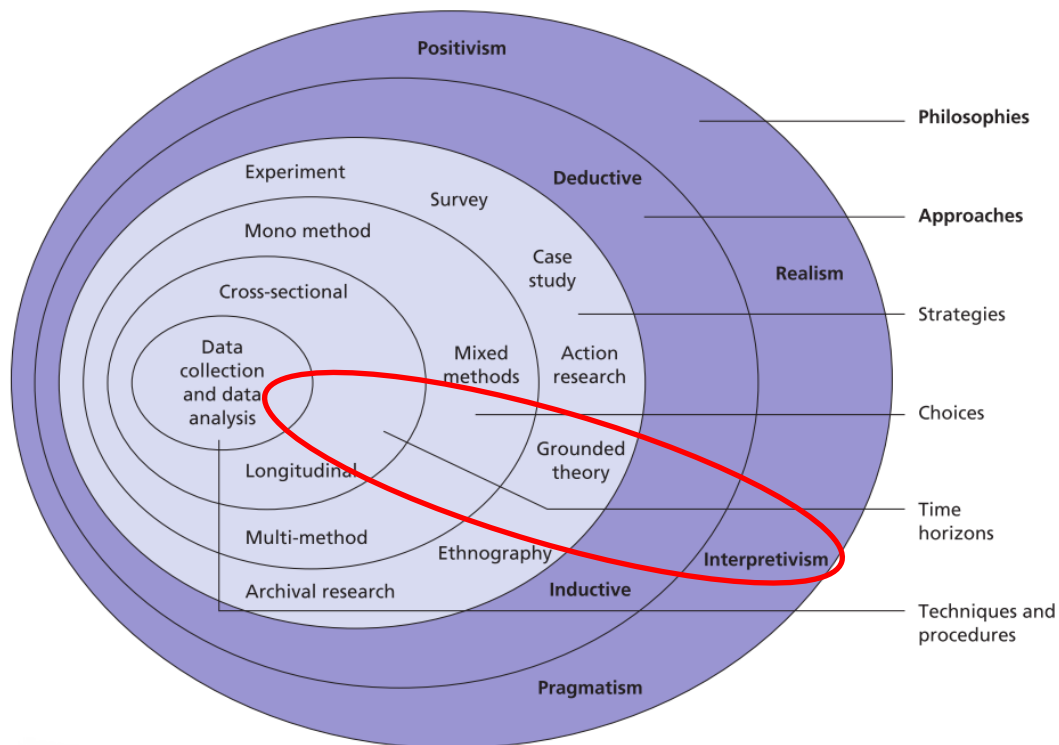 Positivism
Philosophies
Experiment
Deductive
Survey
Approaches
Mono method
Case
study
Realism
Cross-sectional
Strategies
Data
collection
and data
analysis
Mixed
methods
Action
research
Choices
Grounded
theory
Longitudinal
Time
horizons
Multi-method
Ethnography
Interpretivism
Archival research
Inductive
Techniques and
procedures
Pragmatism